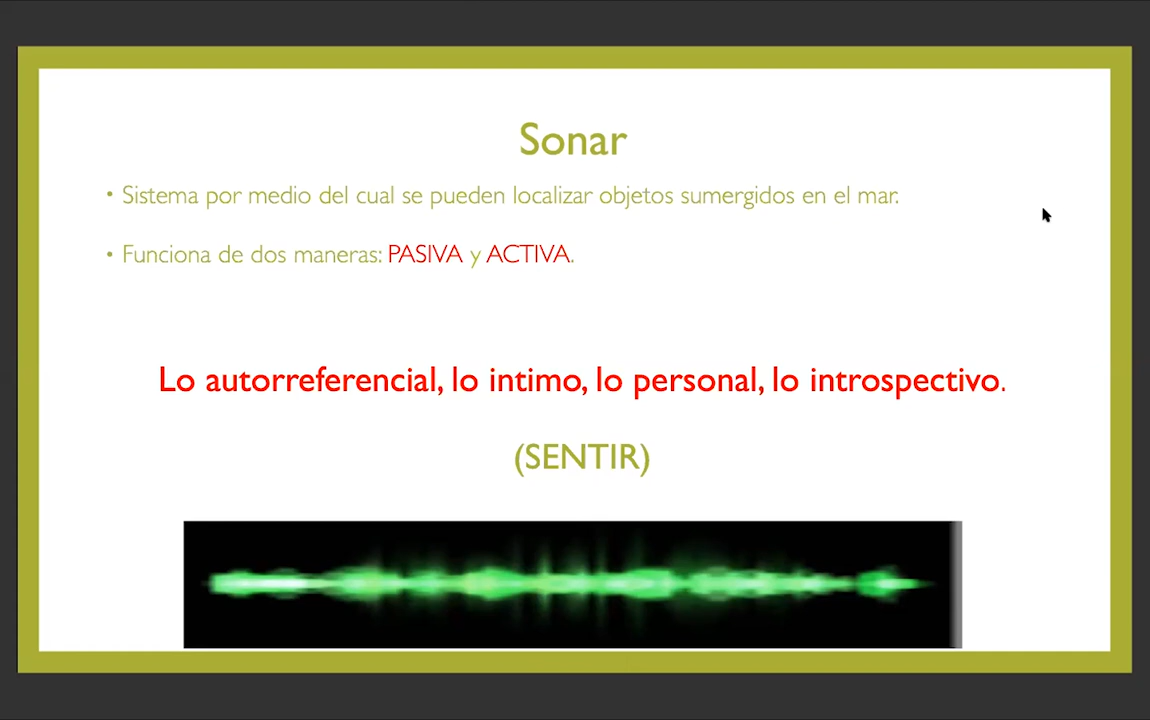 Sonar
• Sistema por medio del cual se pueden localizar objetos sumergidos en el mar.
• Funciona de dos maneras: PASIVA y ACTIVA.
Lo autorreferencial, lo intimo, lo personal, lo introspectivo.
(SENTIR)